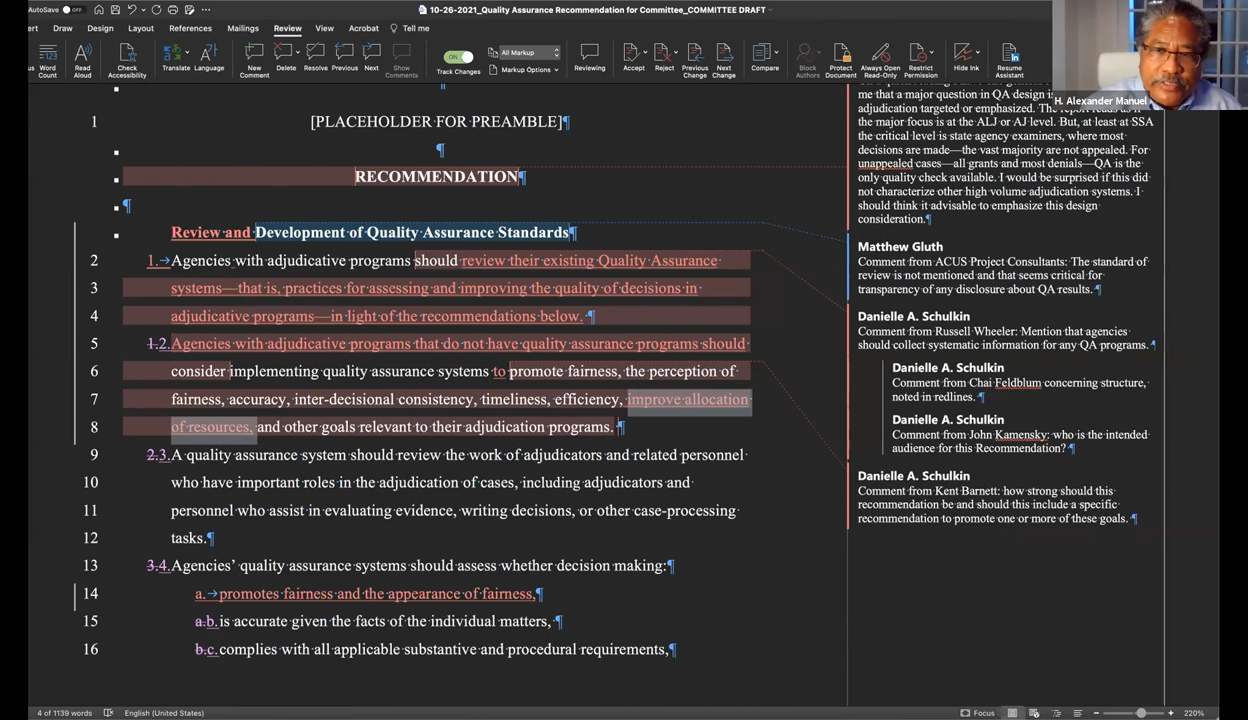 AutoSave OFF 10-26-2021_Quality Assurance Recommendation for Committee_COMMITTEE DRAFT
ert Draw Design Layout References Mailings Review View Acrobat Tell me
Word Count Read Aloud Check Accessibility Translate Language New Comment Delete Resolve Previous Next Show Comments ON Track Changes All Markup Markup Options Reviewing Accept Reject Previous Change Next Change Compare Block Authors Protect Document Always Open Read-Only Restrict Permission Hide Ink Resume Assistant
H. Alexander Manuel
1 [PLACEHOLDER FOR PREAMBLE]¶
¶
RECOMMENDATION¶
¶
Review and Development of Quality Assurance Standards¶
2 1.→Agencies with adjudicative programs should review their existing Quality Assurance
3 systems—that is, practices for assessing and improving the quality of decisions in
4 adjudicative programs—in light of the recommendations below. ¶
5 1.2.Agencies with adjudicative programs that do not have quality assurance programs should
6 consider implementing quality assurance systems to promote fairness, the perception of
7 fairness, accuracy, inter-decisional consistency, timeliness, efficiency, improve allocation
8 of resources, and other goals relevant to their adjudication programs. ¶
9 2.3.A quality assurance system should review the work of adjudicators and related personnel
10 who have important roles in the adjudication of cases, including adjudicators and
11 personnel who assist in evaluating evidence, writing decisions, or other case-processing
12 tasks.¶
13 3.4.Agencies’ quality assurance systems should assess whether decision making:¶
14 a.→promotes fairness and the appearance of fairness,¶
15 a.b.is accurate given the facts of the individual matters, ¶
16 b.c.complies with all applicable substantive and procedural requirements,¶
me that a major question in QA design is
adjudication targeted or emphasized. The report reads as if
the major focus is at the ALJ or AJ level. But, at least at SSA
the critical level is state agency examiners, where most
decisions are made—the vast majority are not appealed. For
unappealed cases—all grants and most denials—QA is the
only quality check available. I would be surprised if this did
not characterize other high volume adjudication systems. I
should think it advisable to emphasize this design
consideration.¶
Matthew Gluth
Comment from ACUS Project Consultants: The standard of
review is not mentioned and that seems critical for
transparency of any disclosure about QA results.¶
Danielle A. Schulkin
Comment from Russell Wheeler: Mention that agencies
should collect systematic information for any QA programs. ¶
Danielle A. Schulkin
Comment from Chai Feldblum concerning structure,
noted in redlines. ¶
Danielle A. Schulkin
Comment from John Kamensky: who is the intended
audience for this Recommendation? ¶
Danielle A. Schulkin
Comment from Kent Barnett: how strong should this
recommendation be and should this include a specific
recommendation to promote one or more of these goals. ¶
4 of 1139 words English (United States) Focus 220%